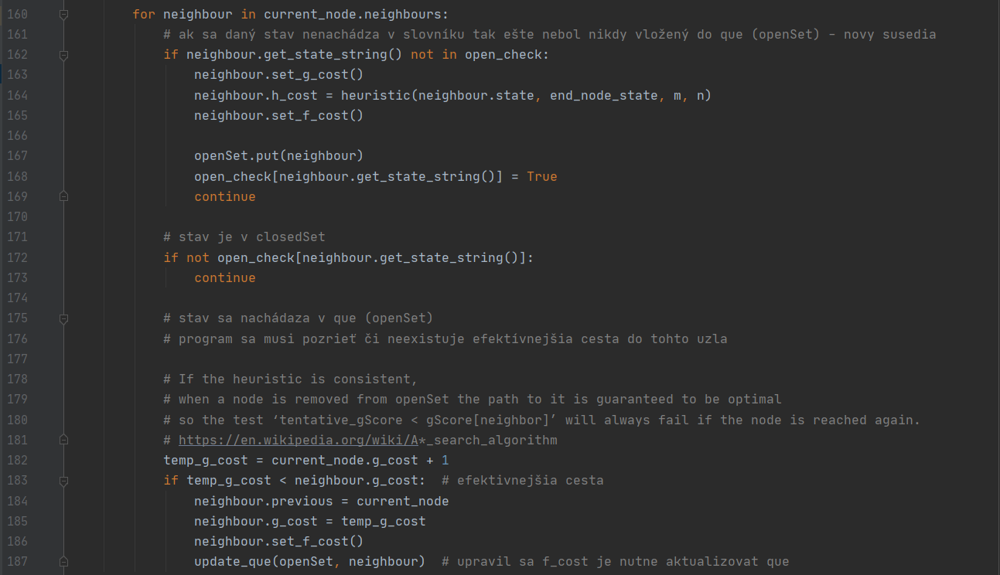 160 for neighbour in current_node.neighbours:
161 # ak sa daný stav nenachádza v slovníku tak ešte nebol nikdy vložený do que (openSet) - novy susedia
162 if neighbour.get_state_string() not in open_check:
163 neighbour.set_g_cost()
164 neighbour.h_cost = heuristic(neighbour.state, end_node_state, m, n)
165 neighbour.set_f_cost()
166
167 openSet.put(neighbour)
168 open_check[neighbour.get_state_string()] = True
169 continue
170
171 # stav je v closedSet
172 if not open_check[neighbour.get_state_string()]:
173 continue
174
175 # stav sa nachádaza v que (openSet)
176 # program sa musi pozrieť či neexistuje efektívnejšia cesta do tohto uzla
177
178 # If the heuristic is consistent,
179 # when a node is removed from openSet the path to it is guaranteed to be optimal
180 # so the test ‘tentative_gScore < gScore[neighbor]’ will always fail if the node is reached again.
181 # https://en.wikipedia.org/wiki/A*_search_algorithm
182 temp_g_cost = current_node.g_cost + 1
183 if temp_g_cost < neighbour.g_cost: # efektivnejšia cesta
184 neighbour.previous = current_node
185 neighbour.g_cost = temp_g_cost
186 neighbour.set_f_cost()
187 update_que(openSet, neighbour) # upravil sa f_cost je nutne aktualizovat que